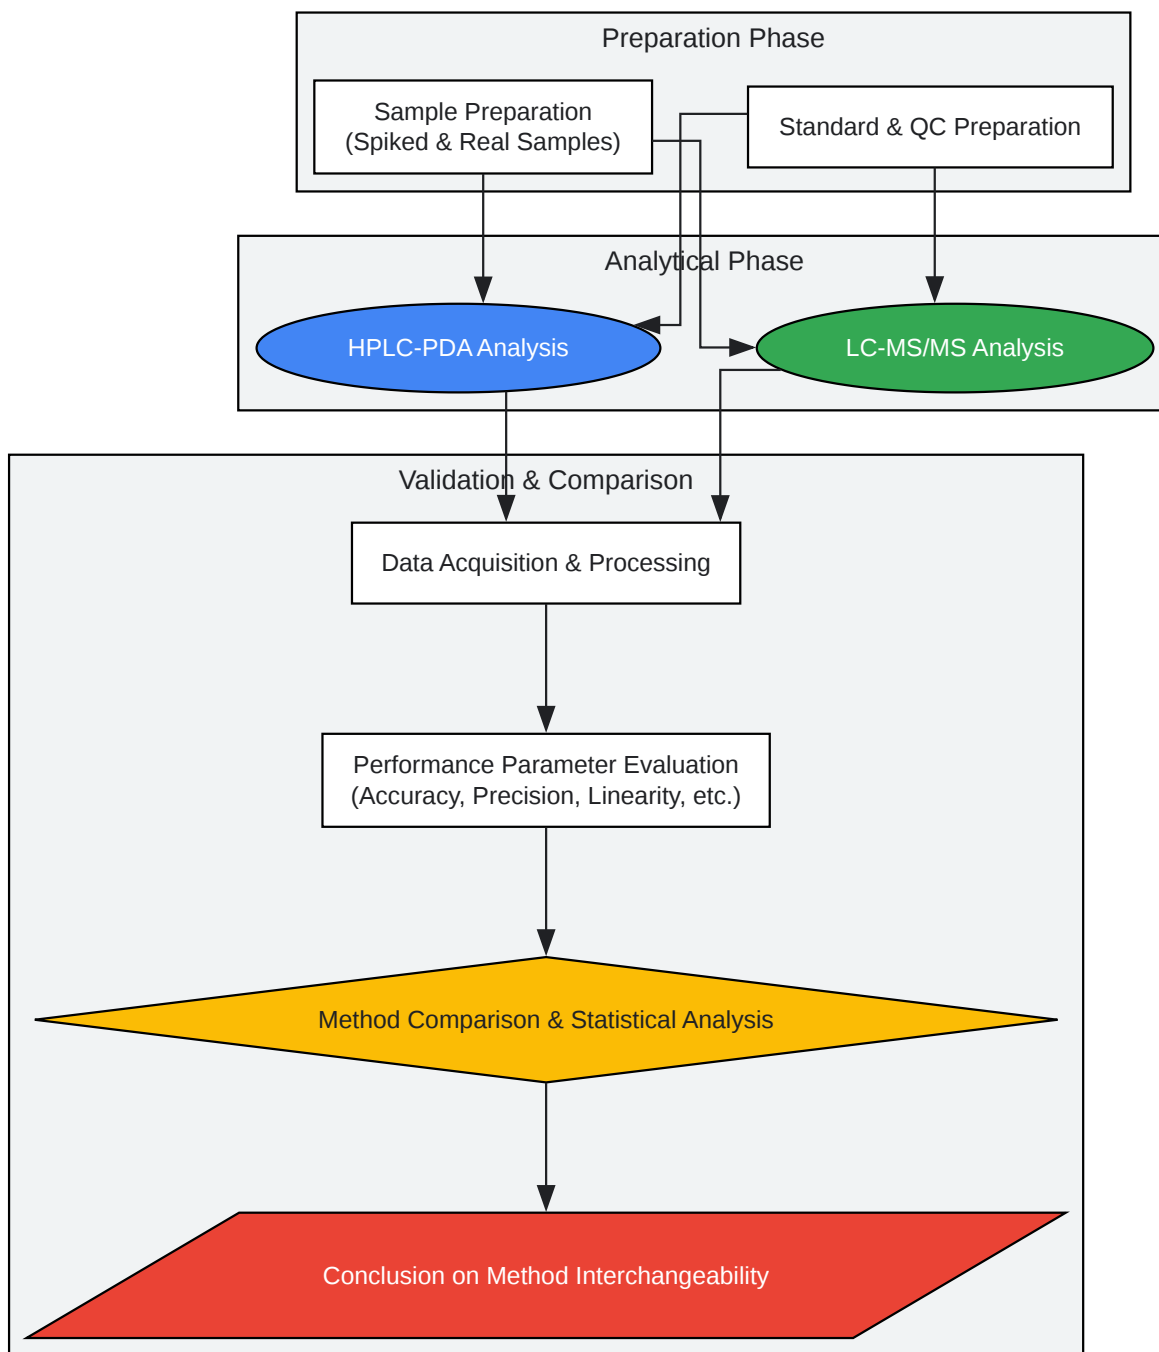 Preparation Phase
Sample Preparation
(Spiked & Real Samples)
Standard & QC Preparation
Analytical Phase
HPLC-PDA Analysis
LC-MS/MS Analysis
Validation & Comparison
Data Acquisition & Processing
Performance Parameter Evaluation
(Accuracy, Precision, Linearity, etc.)
Method Comparison & Statistical Analysis
Conclusion on Method Interchangeability